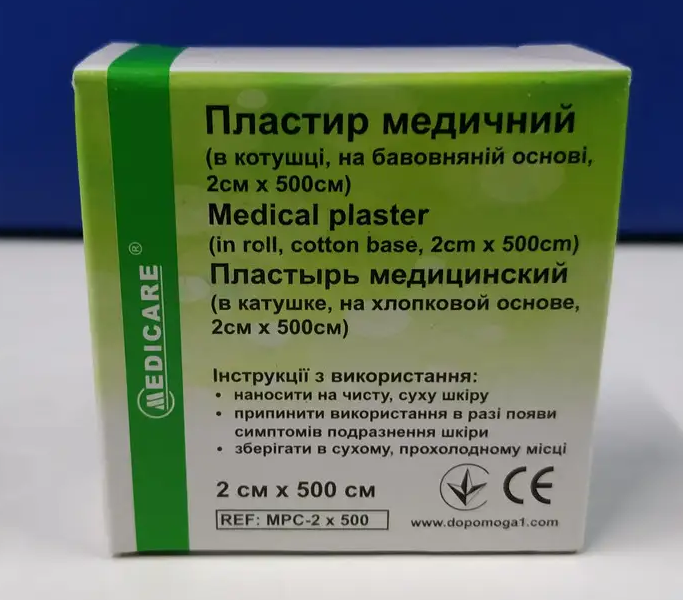 Пластир медичний
(в котушці, на бавовняній основі,
2см х 500см)
Medical plaster
(in roll, cotton base, 2cm x 500cm)
Пластырь медицинский
(в катушке, на хлопковой основе,
2см х 500см)
Інструкції з використання:
• наносити на чисту, суху шкіру
• припинити використання в разі появи
симптомів подразнення шкіри
• зберігати в сухому, прохолодному місці
2 см х 500 см
REF: MPC-2 x 500
CE
www.dopomoga1.com
MEDICARE®